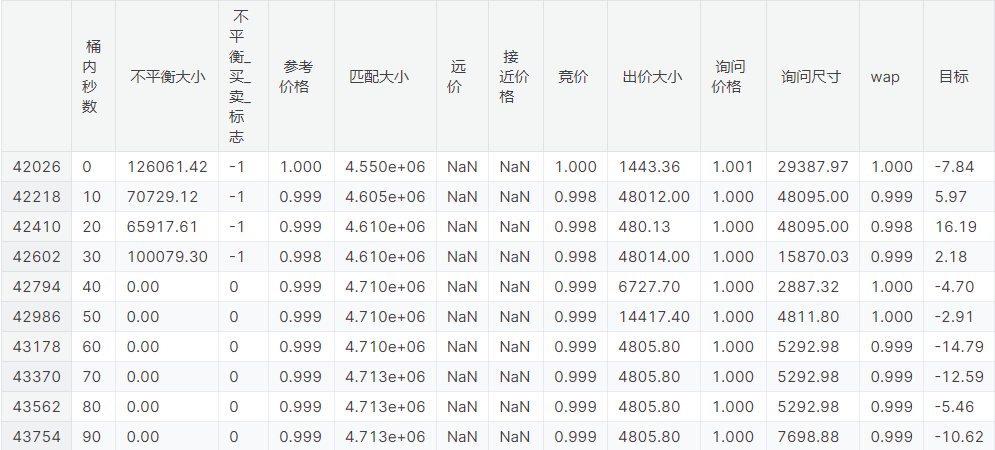 桶内秒数 不平衡大小 不平衡_买_卖_标志 参考价格 匹配大小 远价 接近价格 竞价 出价大小 询问价格 询问尺寸 wap 目标
42026 0 126061.42 -1 1.000 4.550e+06 NaN NaN 1.000 1443.36 1.001 29387.97 1.000 -7.84
42218 10 70729.12 -1 0.999 4.605e+06 NaN NaN 0.998 48012.00 1.000 48095.00 0.999 5.97
42410 20 65917.61 -1 0.999 4.610e+06 NaN NaN 0.998 480.13 1.000 48095.00 0.998 16.19
42602 30 100079.30 -1 0.998 4.610e+06 NaN NaN 0.998 48014.00 1.000 15870.03 0.999 2.18
42794 40 0.00 0 0.999 4.710e+06 NaN NaN 0.999 6727.70 1.000 2887.32 1.000 -4.70
42986 50 0.00 0 0.999 4.710e+06 NaN NaN 0.999 14417.40 1.000 4811.80 1.000 -2.91
43178 60 0.00 0 0.999 4.710e+06 NaN NaN 0.999 4805.80 1.000 5292.98 0.999 -14.79
43370 70 0.00 0 0.999 4.713e+06 NaN NaN 0.999 4805.80 1.000 5292.98 0.999 -12.59
43562 80 0.00 0 0.999 4.713e+06 NaN NaN 0.999 4805.80 1.000 5292.98 0.999 -5.46
43754 90 0.00 0 0.999 4.713e+06 NaN NaN 0.999 4805.80 1.000 7698.88 0.999 -10.62